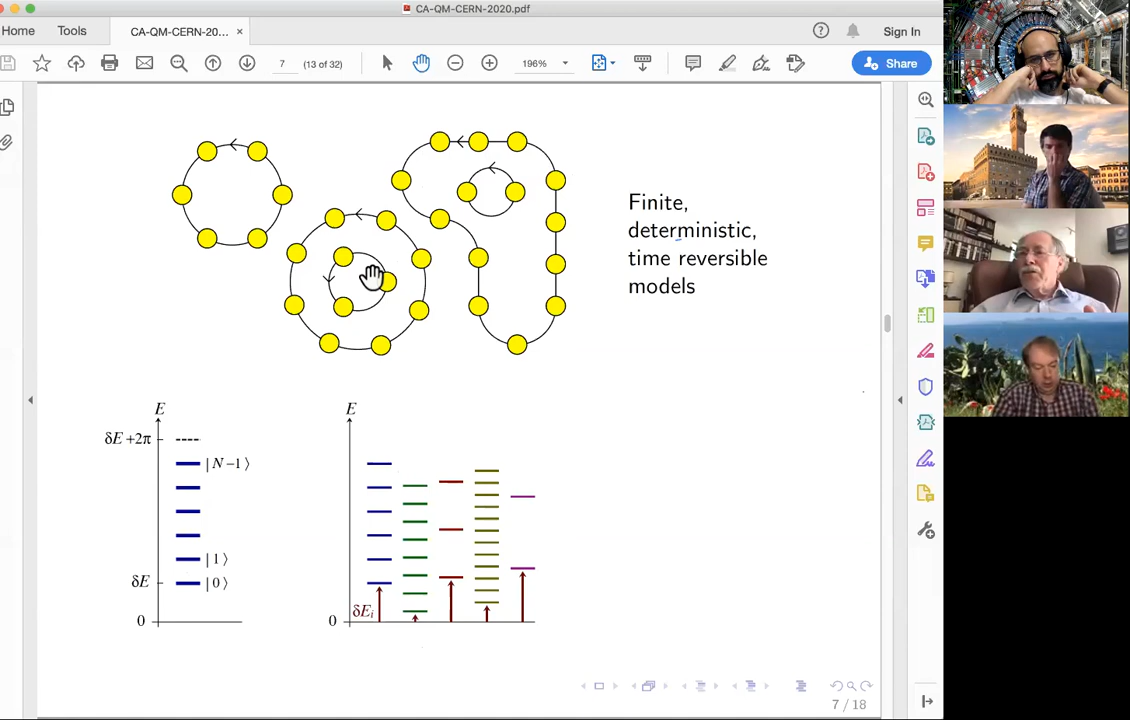 CA-QM-CERN-2020.pdf
Home Tools CA-QM-CERN-20... × Sign In
7 (13 of 32) 196% Share
Finite,
deterministic,
time reversible
models
E
δE+2π
| N−1 ⟩
| 1 ⟩
δE | 0 ⟩
0
E
δEi
0
7 / 18